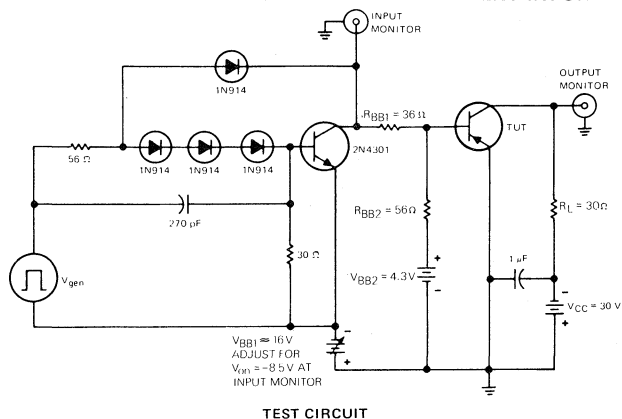 INPUT
MONITOR
1N914
OUTPUT
MONITOR
RBB1 = 36Ω
TUT
56 Ω
1N914
1N914
1N914
2N4301
270 pF
RBB2 = 56Ω
RL = 30Ω
30 Ω
1 µF
Vgen
VBB2 = 4.3V
VCC = 30 V
VBB1 ≈ 16V
ADJUST FOR
Von = -8.5V AT
INPUT MONITOR
+
-
-
+
-
+
TEST CIRCUIT